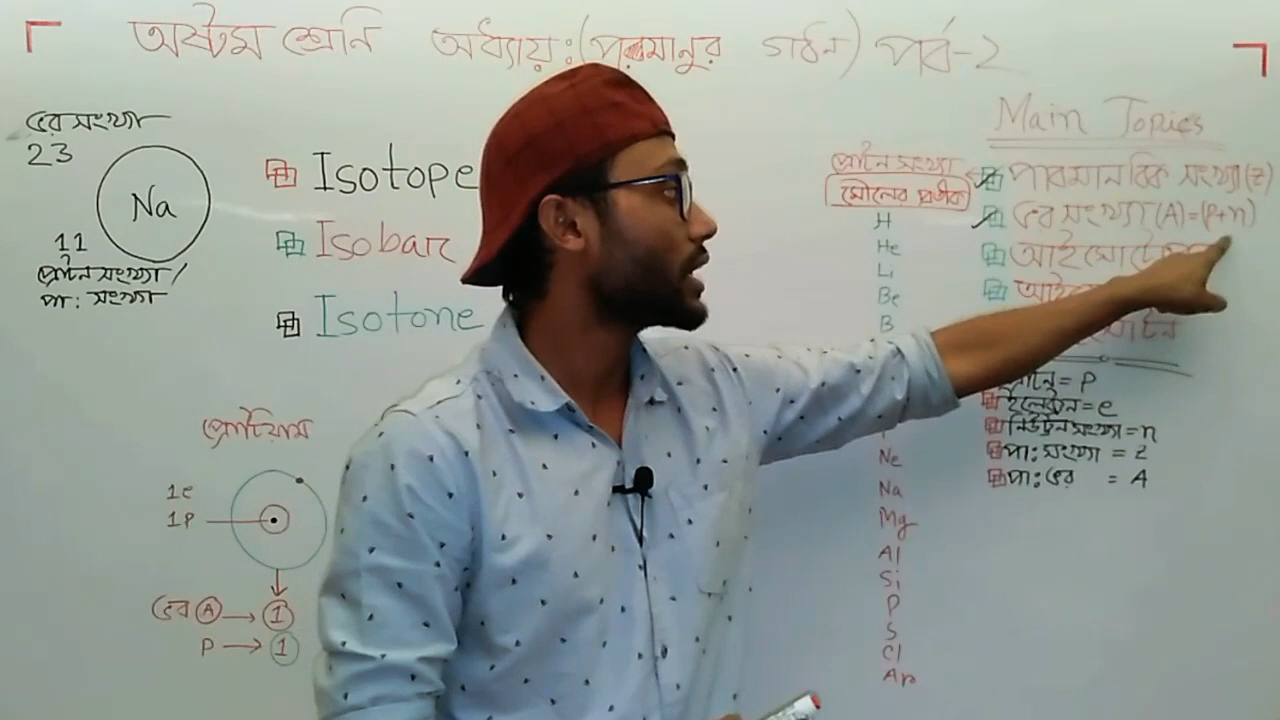 অষ্টম শ্রেনি অধ্যায়:(পরমানুর গঠন) পর্ব-২
ভর সংখ্যা
23
Na
11
প্রোটন সংখ্যা/
পা: সংখ্যা
Isotope
Isobar
Isotone
প্রোটিয়াম
1e
1p
ভর A → 1
P → 1
প্রোটন সংখ্যা
মৌলের প্রতীক
H
He
Li
Be
B
Ne
Na
Mg
Al
Si
P
S
Cl
Ar
Main Topics
পারমানবিক সংখ্যা (z)
ভর সংখ্যা (A)=(p+n)
= P
ইলেকট্রন = e
নিউট্রন সংখ্যা = n
পা: সংখ্যা = z
পা: ভর = A